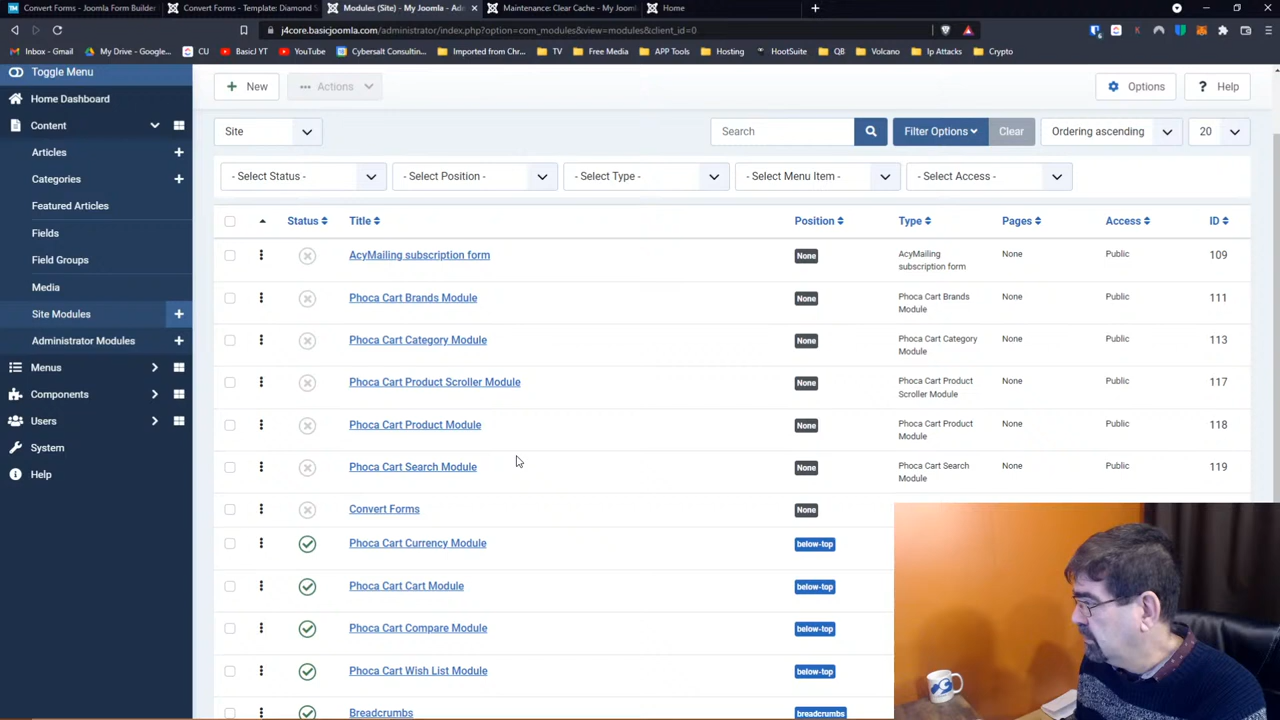 Convert Forms - Joomla Form Builder
Convert Forms - Template: Diamond S
Modules (Site) - My Joomla - Ad
Maintenance: Clear Cache - My Joom
Home
j4core.basicjoomla.com/administrator/index.php?option=com_modules&view=modules&client_id=0
Inbox - Gmail
My Drive - Google...
CU
BasicJ YT
YouTube
Cybersalt Consulting...
Imported from Chr...
TV
Free Media
APP Tools
Hosting
HootSuite
QB
Volcano
Ip Attacks
Crypto
Toggle Menu
Home Dashboard
Content
Articles
Categories
Featured Articles
Fields
Field Groups
Media
Site Modules
Administrator Modules
Menus
Components
Users
System
Help
New
Actions
Options
Help
Site
Search
Filter Options
Clear
Ordering ascending
20
- Select Status -
- Select Position -
- Select Type -
- Select Menu Item -
- Select Access -
Status Title Position Type Pages Access ID
AcyMailing subscription form None AcyMailing subscription form None Public 109
Phoca Cart Brands Module None Phoca Cart Brands Module None Public 111
Phoca Cart Category Module None Phoca Cart Category Module None Public 113
Phoca Cart Product Scroller Module None Phoca Cart Product Scroller Module None Public 117
Phoca Cart Product Module None Phoca Cart Product Module None Public 118
Phoca Cart Search Module None Phoca Cart Search Module None Public 119
Convert Forms None
Phoca Cart Currency Module below-top
Phoca Cart Cart Module below-top
Phoca Cart Compare Module below-top
Phoca Cart Wish List Module below-top
Breadcrumbs breadcrumbs